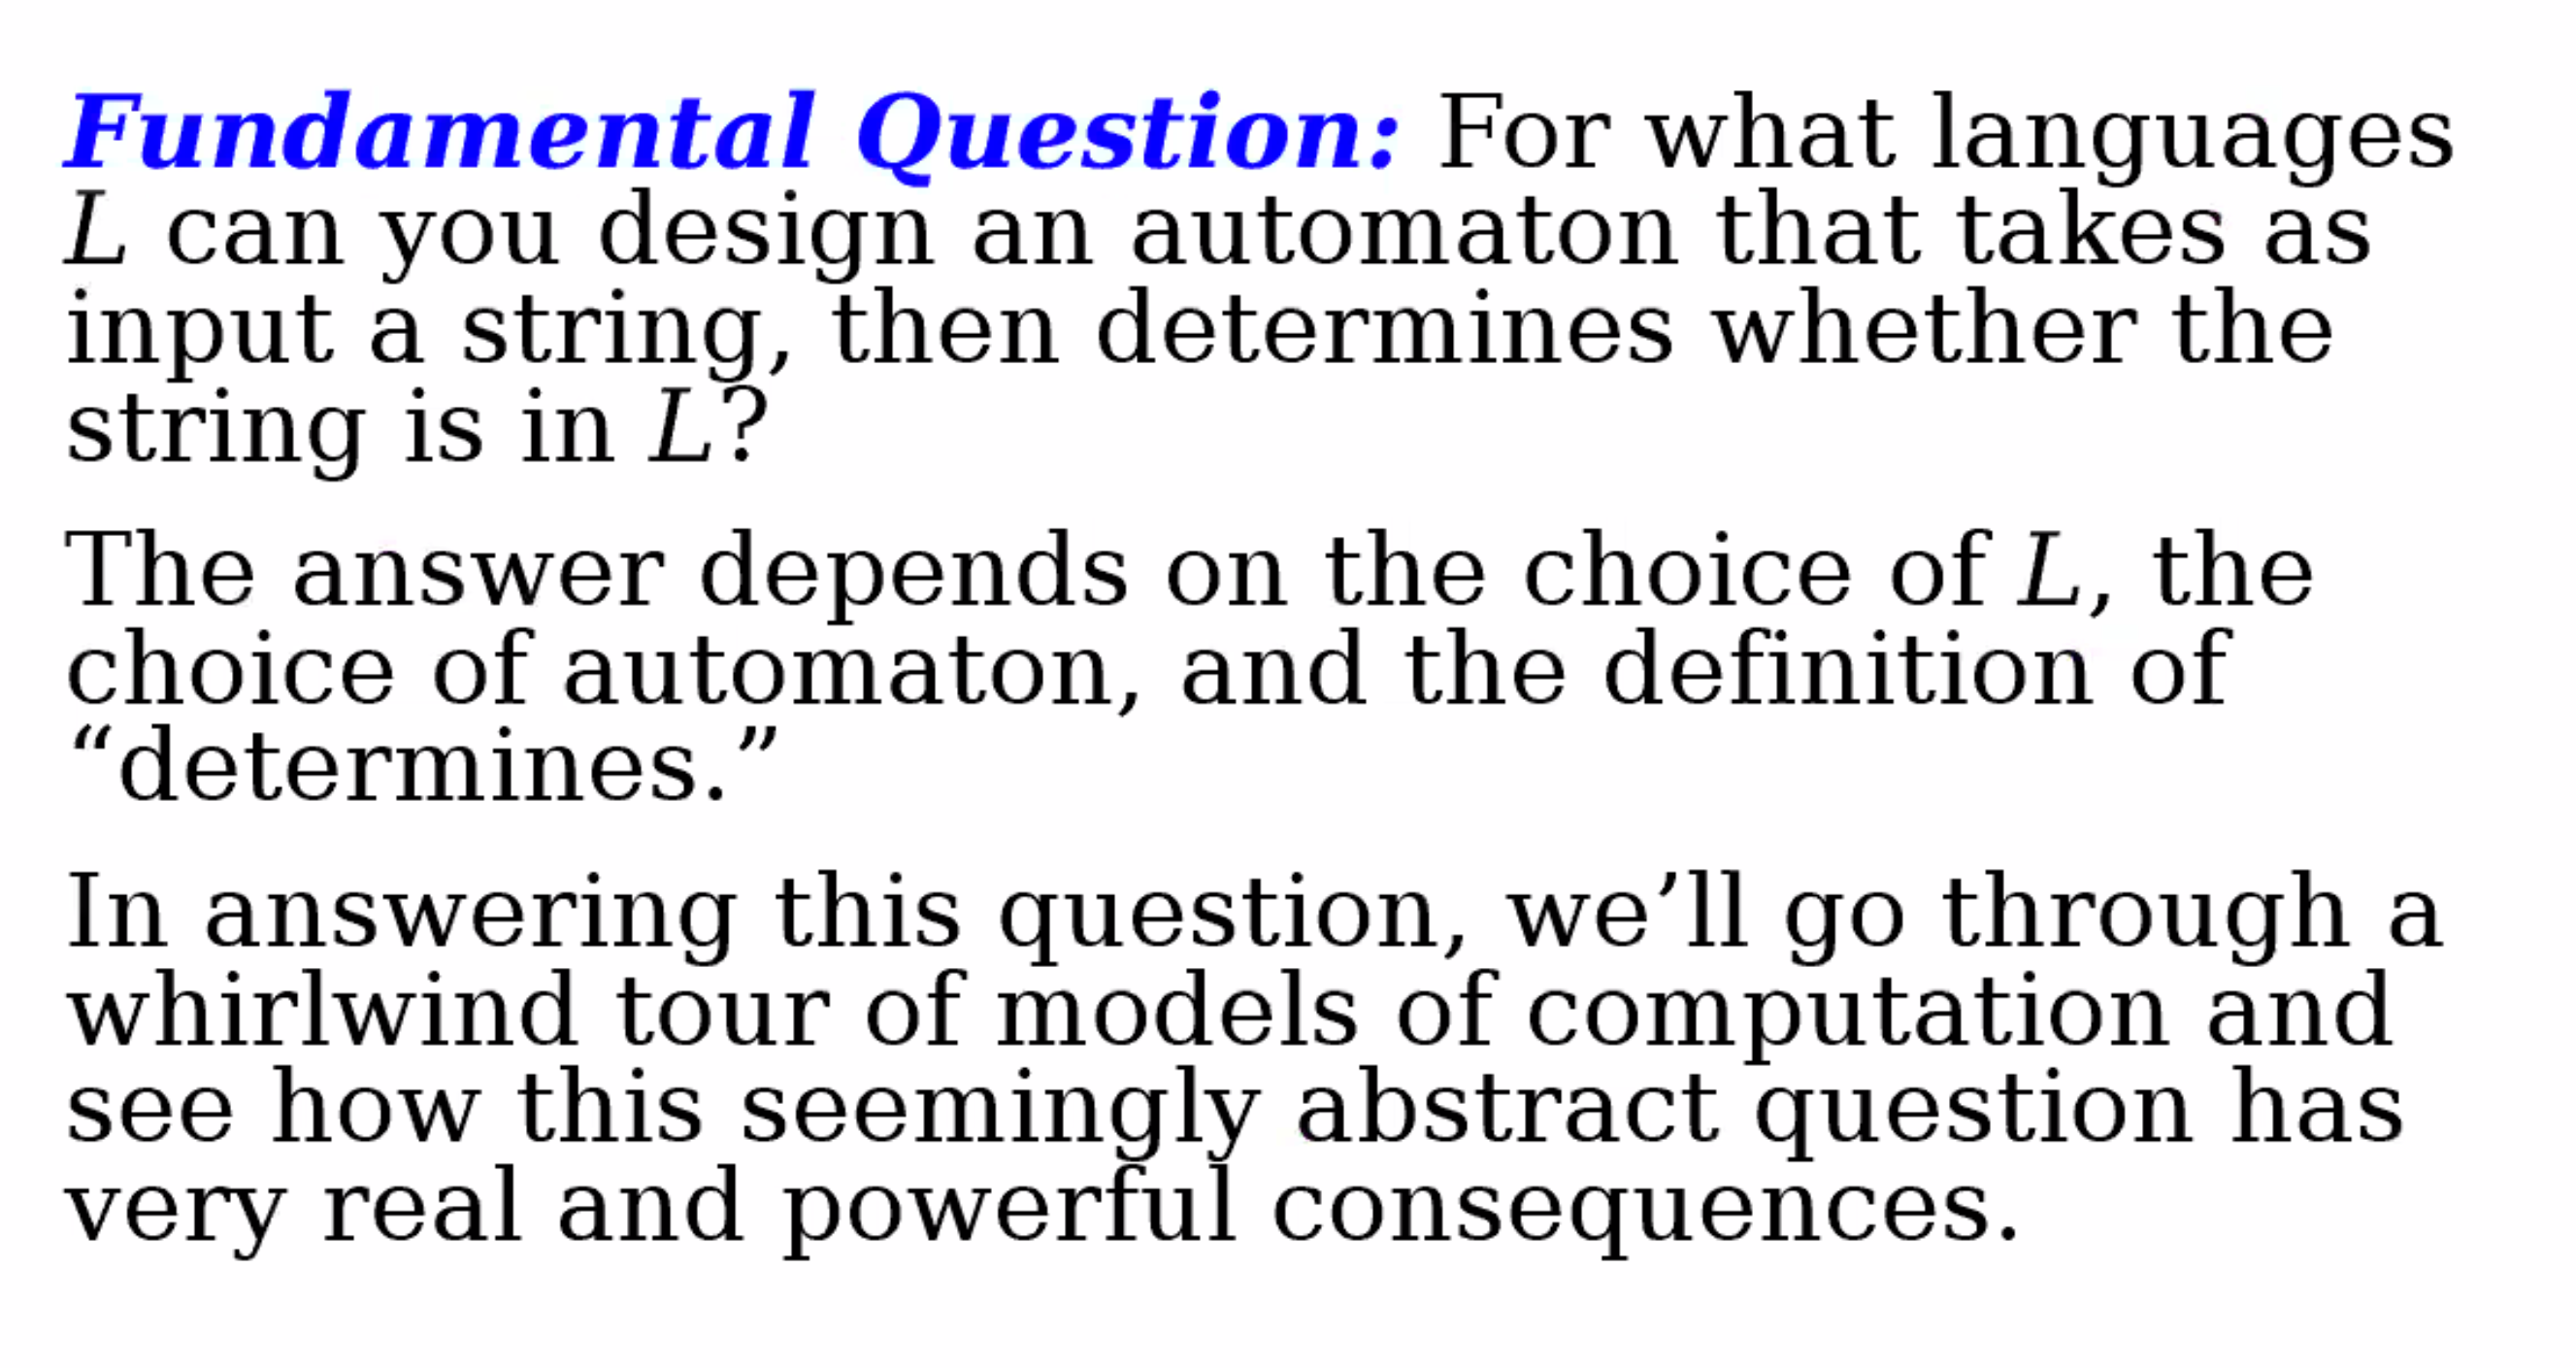 Fundamental Question: For what languages
L can you design an automaton that takes as
input a string, then determines whether the
string is in L?
The answer depends on the choice of L, the
choice of automaton, and the definition of
“determines.”
In answering this question, we’ll go through a
whirlwind tour of models of computation and
see how this seemingly abstract question has
very real and powerful consequences.